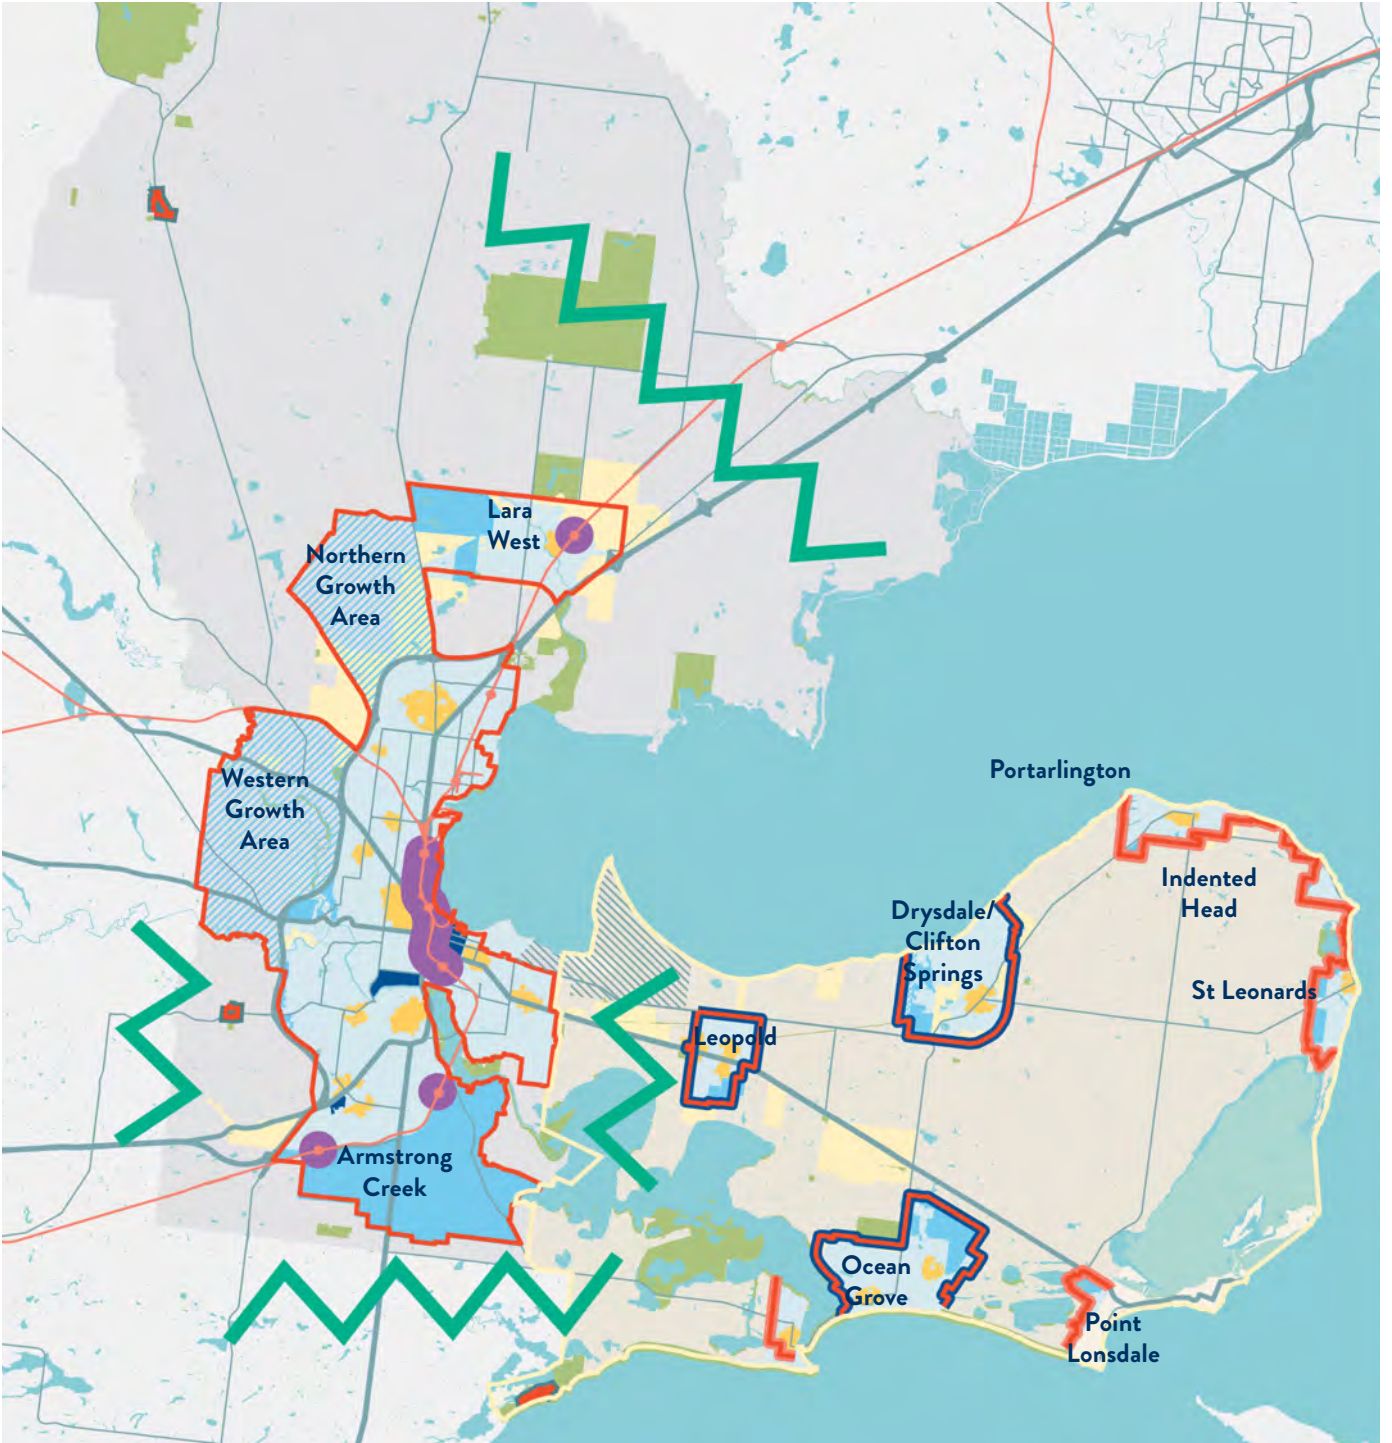 Lara
West
Northern
Growth
Area
Western
Growth
Area
Portarlington
Indented
Head
Drysdale/
Clifton
Springs
St Leonards
Leopold
Armstrong
Creek
Ocean
Grove
Point
Lonsdale